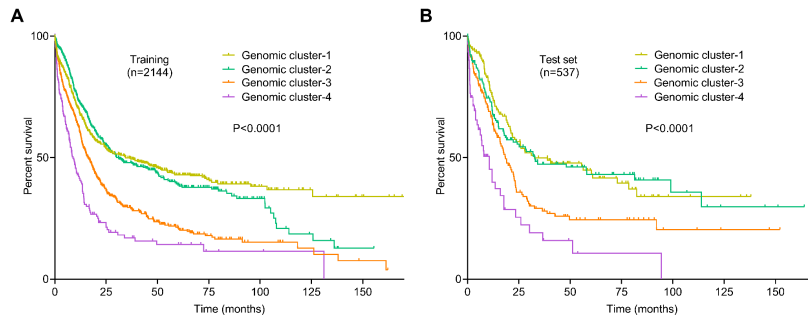 A
Percent survival
100
50
0
0
25
50
75
100
125
150
Time (months)
Training
(n=2144)
Genomic cluster-1
Genomic cluster-2
Genomic cluster-3
Genomic cluster-4
P<0.0001
B
Percent survival
100
50
0
0
25
50
75
100
125
150
Time (months)
Test set
(n=537)
Genomic cluster-1
Genomic cluster-2
Genomic cluster-3
Genomic cluster-4
P<0.0001